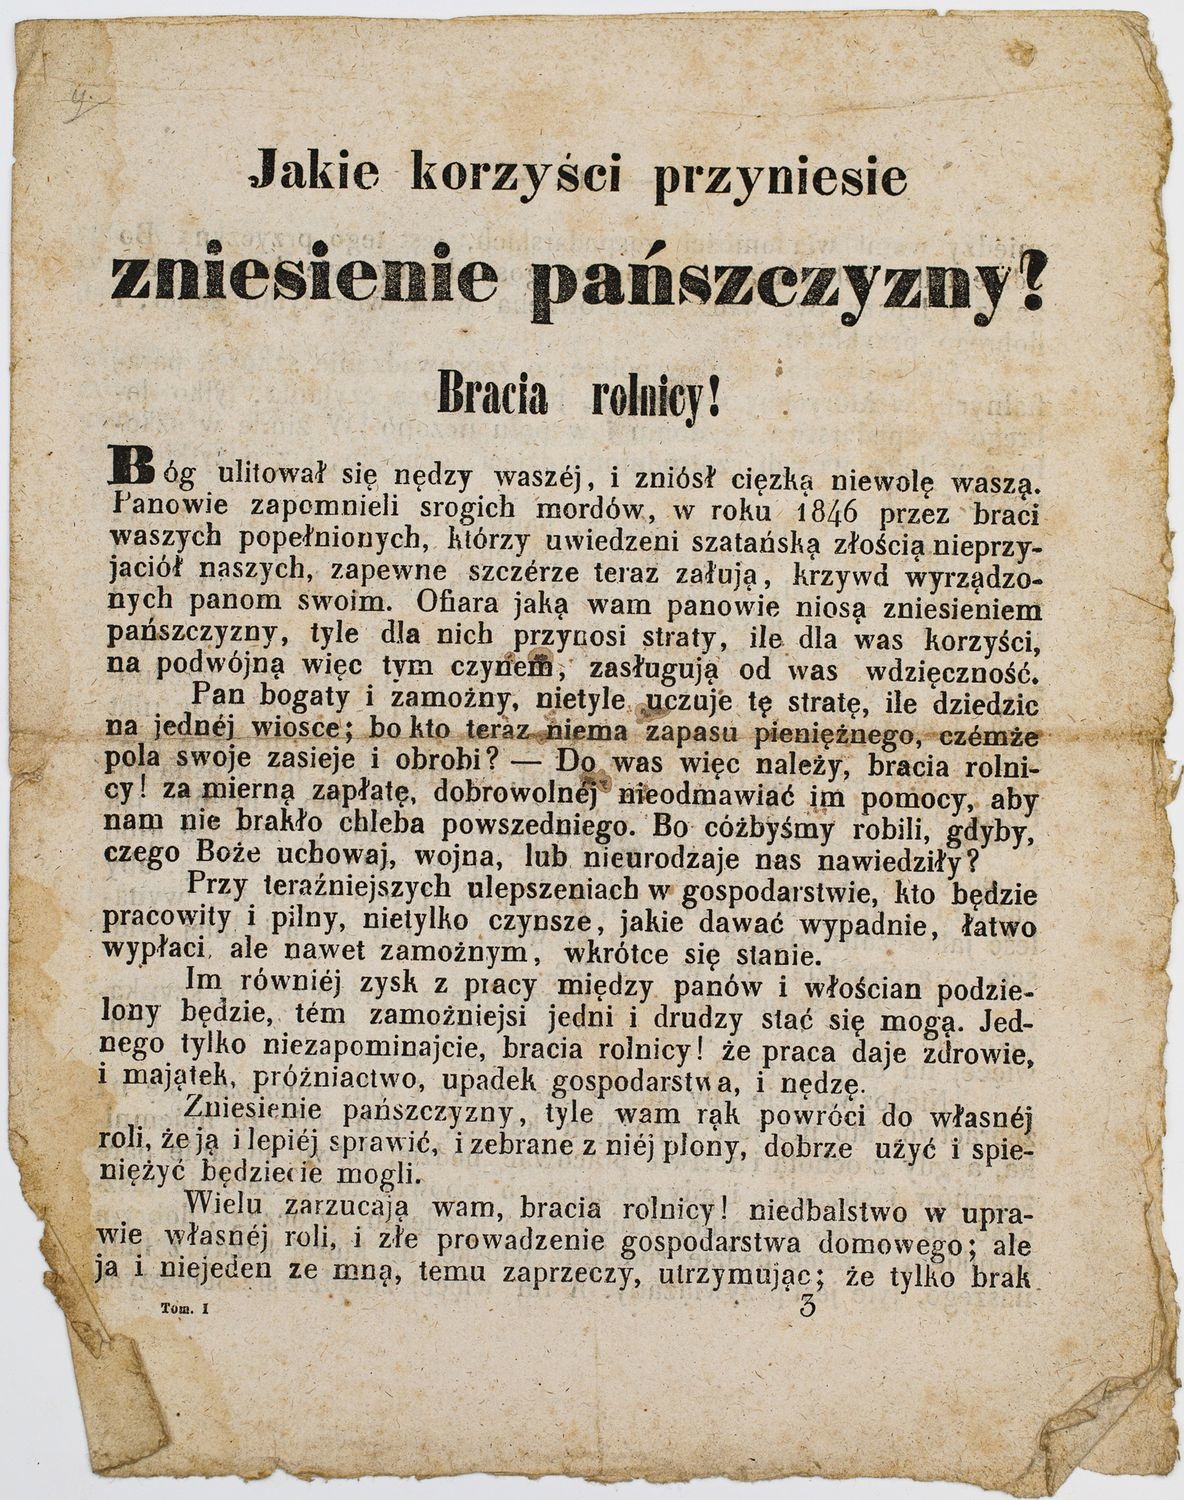 y.
Jakie korzyści przyniesie
zniesienie pańszczyzny?
Bracia rolnicy!
Bóg ulitował się nędzy waszéj, i zniósł cięzką niewolę waszą.
Panowie zapomnieli srogich mordów, w roku 1846 przez braci
waszych popełnionych, którzy uwiedzeni szatańską złością nieprzy-
jaciół naszych, zapewne szczérze teraz załują, krzywd wyrządzo-
nych panom swoim. Ofiara jaką wam panowie niosą zniesieniem
pańszczyzny, tyle dla nich przynosi straty, ile dla was korzyści,
na podwójną więc tym czynem, zasługują od was wdzięczność.
Pan bogaty i zamożny, nietyle uczuje tę stratę, ile dziedzic
na jednéj wiosce; bo kto teraz niema zapasu pieniężnego, czémże
pola swoje zasieje i obrobi? — Do was więc należy, bracia rolni-
cy! za mierną zapłatę, dobrowolnéj nieodmawiać im pomocy, aby
nam nie brakło chleba powszedniego. Bo cóżbyśmy robili, gdyby,
czego Boże uchowaj, wojna, lub nieurodzaje nas nawiedziły?
Przy teraźniejszych ulepszeniach w gospodarstwie, kto będzie
pracowity i pilny, nietylko czynsze, jakie dawać wypadnie, łatwo
wypłaci, ale nawet zamożnym, wkrótce się stanie.
Im równiéj zysk z pracy między panów i włościan podzie-
lony będzie, tém zamożniejsi jedni i drudzy stać się mogą. Jed-
nego tylko niezapominajcie, bracia rolnicy! że praca daje zdrowie,
i majątek, próżniactwo, upadek gospodarstwa, i nędzę.
Zniesienie pańszczyzny, tyle wam rąk powróci do własnéj
roli, że ją i lepiéj sprawić, i zebrane z niéj plony, dobrze użyć i spie-
niężyć będziecie mogli.
Wielu zarzucają wam, bracia rolnicy! niedbalstwo w upra-
wie własnéj roli, i złe prowadzenie gospodarstwa domowego; ale
ja i niejeden ze mną, temu zaprzeczy, utrzymując; że tylko brak
Tom. I 3